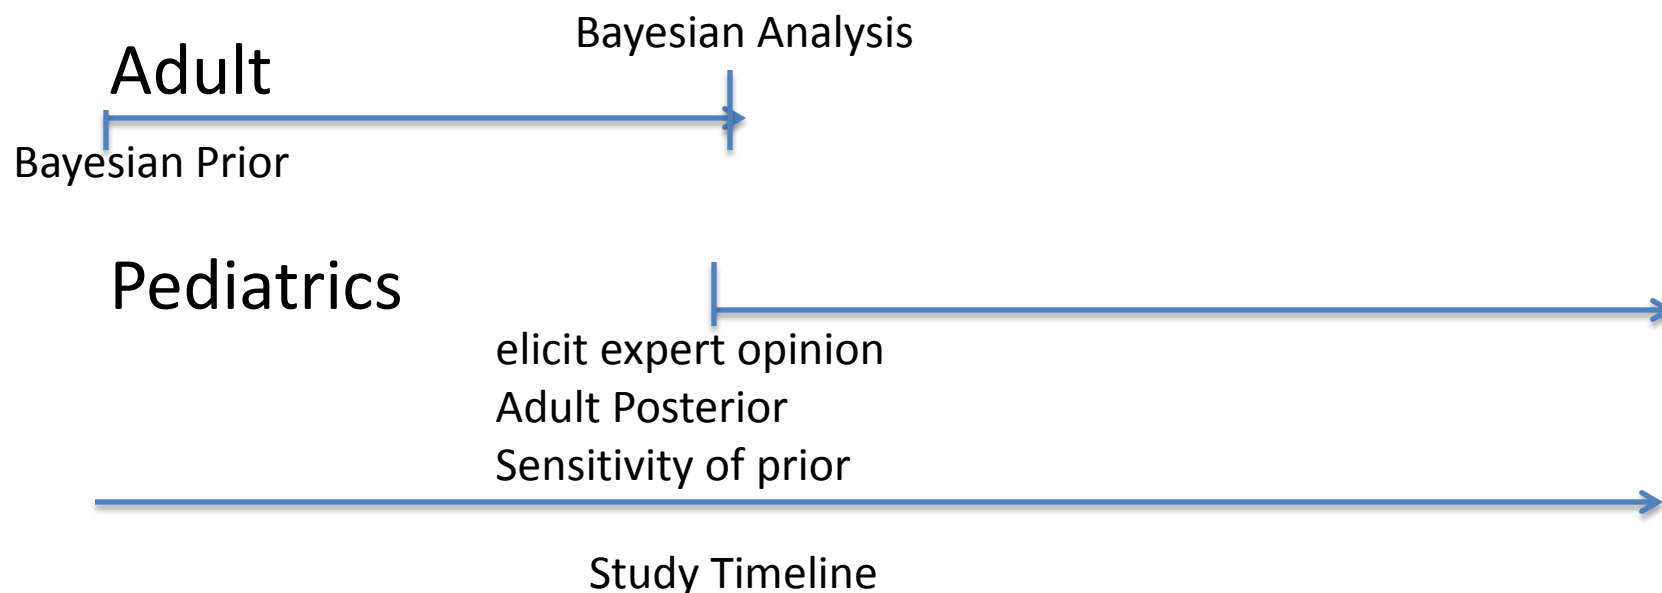 Bayesian Analysis
Adult
Bayesian Prior
Pediatrics
elicit expert opinion
Adult Posterior
Sensitivity of prior
Study Timeline